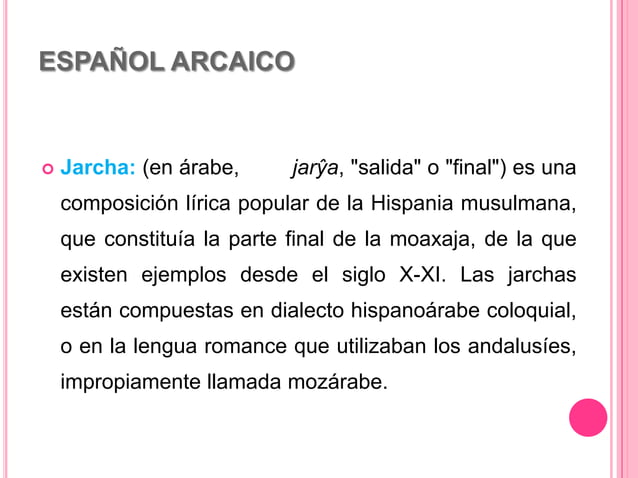 ESPAÑOL ARCAICO
Jarcha: (en árabe, jarŷa, "salida" o "final") es una
composición lírica popular de la Hispania musulmana,
que constituía la parte final de la moaxaja, de la que
existen ejemplos desde el siglo X-XI. Las jarchas
están compuestas en dialecto hispanoárabe coloquial,
o en la lengua romance que utilizaban los andalusíes,
impropiamente llamada mozárabe.